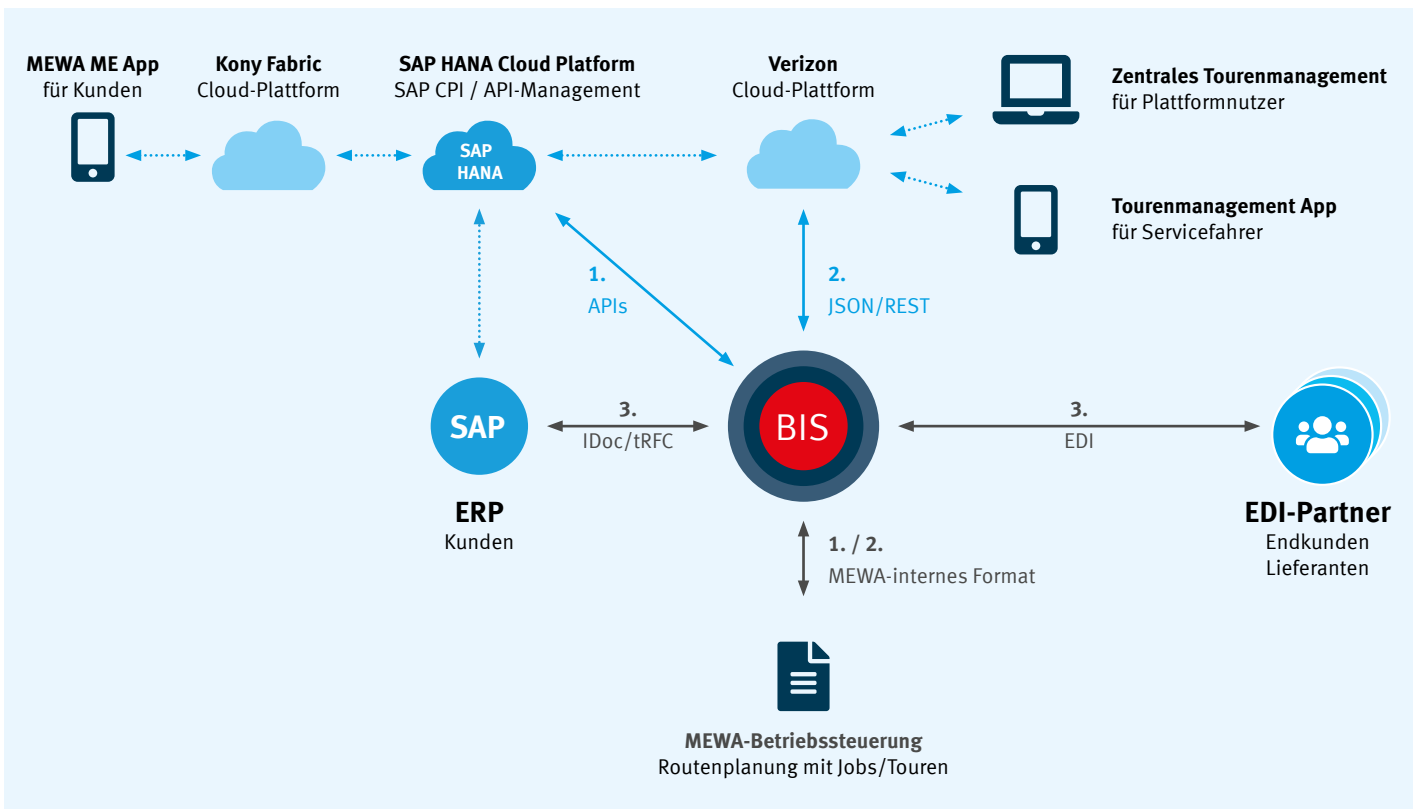 MEWA ME App
für Kunden
Kony Fabric
Cloud-Plattform
SAP HANA Cloud Platform
SAP CPI / API-Management
Verizon
Cloud-Plattform
Zentrales Tourenmanagement
für Plattformnutzer
SAP
HANA
Tourenmanagement App
für Servicefahrer
1.
APIs
2.
JSON/REST
SAP
3.
IDoc/tRFC
BIS
3.
EDI
ERP
Kunden
EDI-Partner
Endkunden
Lieferanten
1. / 2.
MEWA-internes Format
MEWA-Betriebssteuerung
Routenplanung mit Jobs/Touren